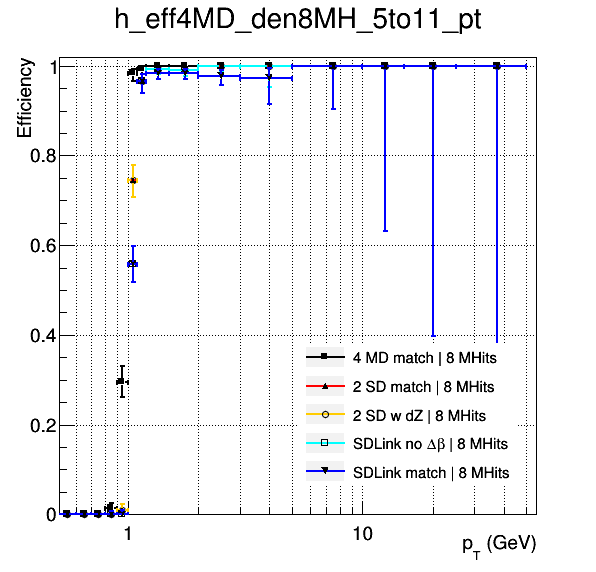 h_eff4MD_den8MH_5to11_pt
Efficiency
1
0.8
0.6
0.4
0.2
0
4 MD match | 8 MHits
2 SD match | 8 MHits
2 SD w dZ | 8 MHits
SDLink no Δβ | 8 MHits
SDLink match | 8 MHits
1
10
p_T (GeV)